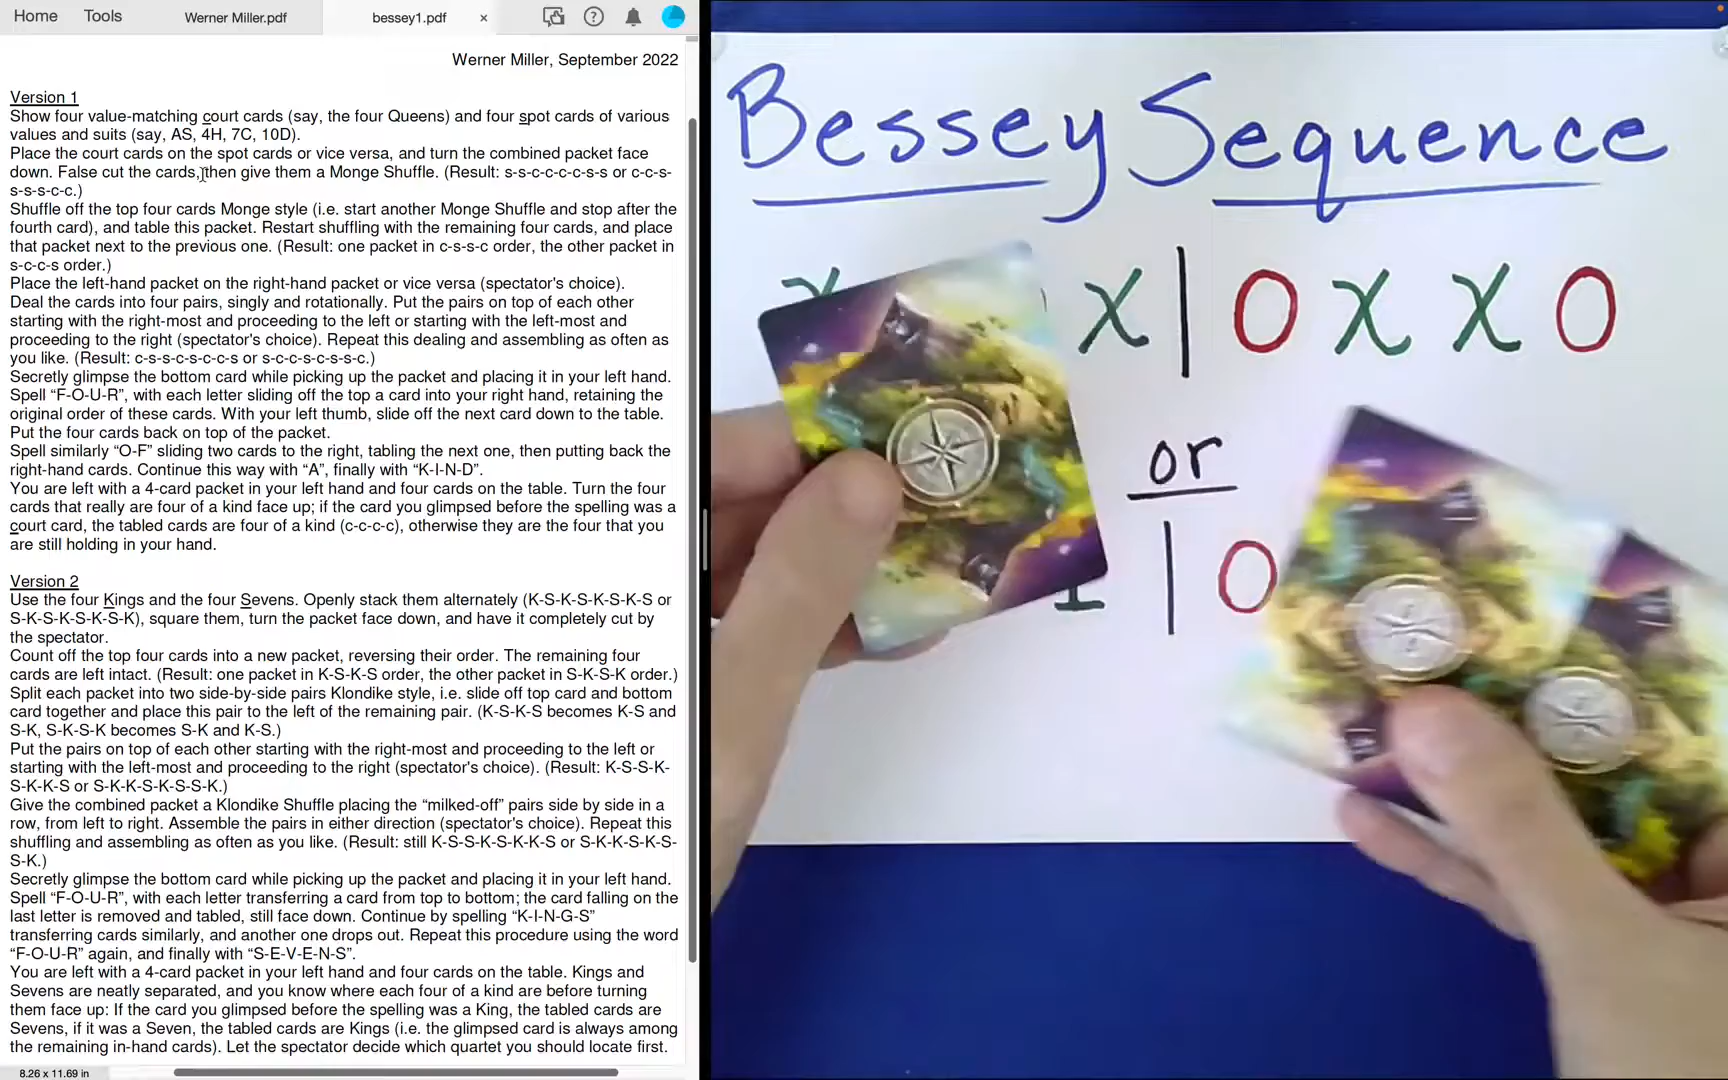 Home Tools Werner Miller.pdf bessey1.pdf ×
Werner Miller, September 2022
Version 1
Show four value-matching court cards (say, the four Queens) and four spot cards of various
values and suits (say, AS, 4H, 7C, 10D).
Place the court cards on the spot cards or vice versa, and turn the combined packet face
down. False cut the cards, then give them a Monge Shuffle. (Result: s-s-c-c-c-c-s-s or c-c-s-
s-s-s-c-c.)
Shuffle off the top four cards Monge style (i.e. start another Monge Shuffle and stop after the
fourth card), and table this packet. Restart shuffling with the remaining four cards, and place
that packet next to the previous one. (Result: one packet in c-s-s-c order, the other packet in
s-c-c-s order.)
Place the left-hand packet on the right-hand packet or vice versa (spectator's choice).
Deal the cards into four pairs, singly and rotationally. Put the pairs on top of each other
starting with the right-most and proceeding to the left or starting with the left-most and
proceeding to the right (spectator's choice). Repeat this dealing and assembling as often as
you like. (Result: c-s-s-c-s-c-c-s or s-c-c-s-c-s-s-c.)
Secretly glimpse the bottom card while picking up the packet and placing it in your left hand.
Spell “F-O-U-R”, with each letter sliding off the top a card into your right hand, retaining the
original order of these cards. With your left thumb, slide off the next card down to the table.
Put the four cards back on top of the packet.
Spell similarly “O-F” sliding two cards to the right, tabling the next one, then putting back the
right-hand cards. Continue this way with “A”, finally with “K-I-N-D”.
You are left with a 4-card packet in your left hand and four cards on the table. Turn the four
cards that really are four of a kind face up; if the card you glimpsed before the spelling was a
court card, the tabled cards are four of a kind (c-c-c-c), otherwise they are the four that you
are still holding in your hand.
Version 2
Use the four Kings and the four Sevens. Openly stack them alternately (K-S-K-S-K-S-K-S or
S-K-S-K-S-K-S-K), square them, turn the packet face down, and have it completely cut by
the spectator.
Count off the top four cards into a new packet, reversing their order. The remaining four
cards are left intact. (Result: one packet in K-S-K-S order, the other packet in S-K-S-K order.)
Split each packet into two side-by-side pairs Klondike style, i.e. slide off top card and bottom
card together and place this pair to the left of the remaining pair. (K-S-K-S becomes K-S and
S-K, S-K-S-K becomes S-K and K-S.)
Put the pairs on top of each other starting with the right-most and proceeding to the left or
starting with the left-most and proceeding to the right (spectator's choice). (Result: K-S-S-K-
S-K-K-S or S-K-K-S-K-S-S-K.)
Give the combined packet a Klondike Shuffle placing the “milked-off” pairs side by side in a
row, from left to right. Assemble the pairs in either direction (spectator's choice). Repeat this
shuffling and assembling as often as you like. (Result: still K-S-S-K-S-K-K-S or S-K-K-S-K-S-
S-K.)
Secretly glimpse the bottom card while picking up the packet and placing it in your left hand.
Spell “F-O-U-R”, with each letter transferring a card from top to bottom; the card falling on the
last letter is removed and tabled, still face down. Continue by spelling “K-I-N-G-S”
transferring cards similarly, and another one drops out. Repeat this procedure using the word
“F-O-U-R” again, and finally with “S-E-V-E-N-S”.
You are left with a 4-card packet in your left hand and four cards on the table. Kings and
Sevens are neatly separated, and you know where each four of a kind are before turning
them face up: If the card you glimpsed before the spelling was a King, the tabled cards are
Sevens, if it was a Seven, the tabled cards are Kings (i.e. the glimpsed card is always among
the remaining in-hand cards). Let the spectator decide which quartet you should locate first.
8.26 x 11.69 in
Bessey Sequence
X | O X X O
or
| O